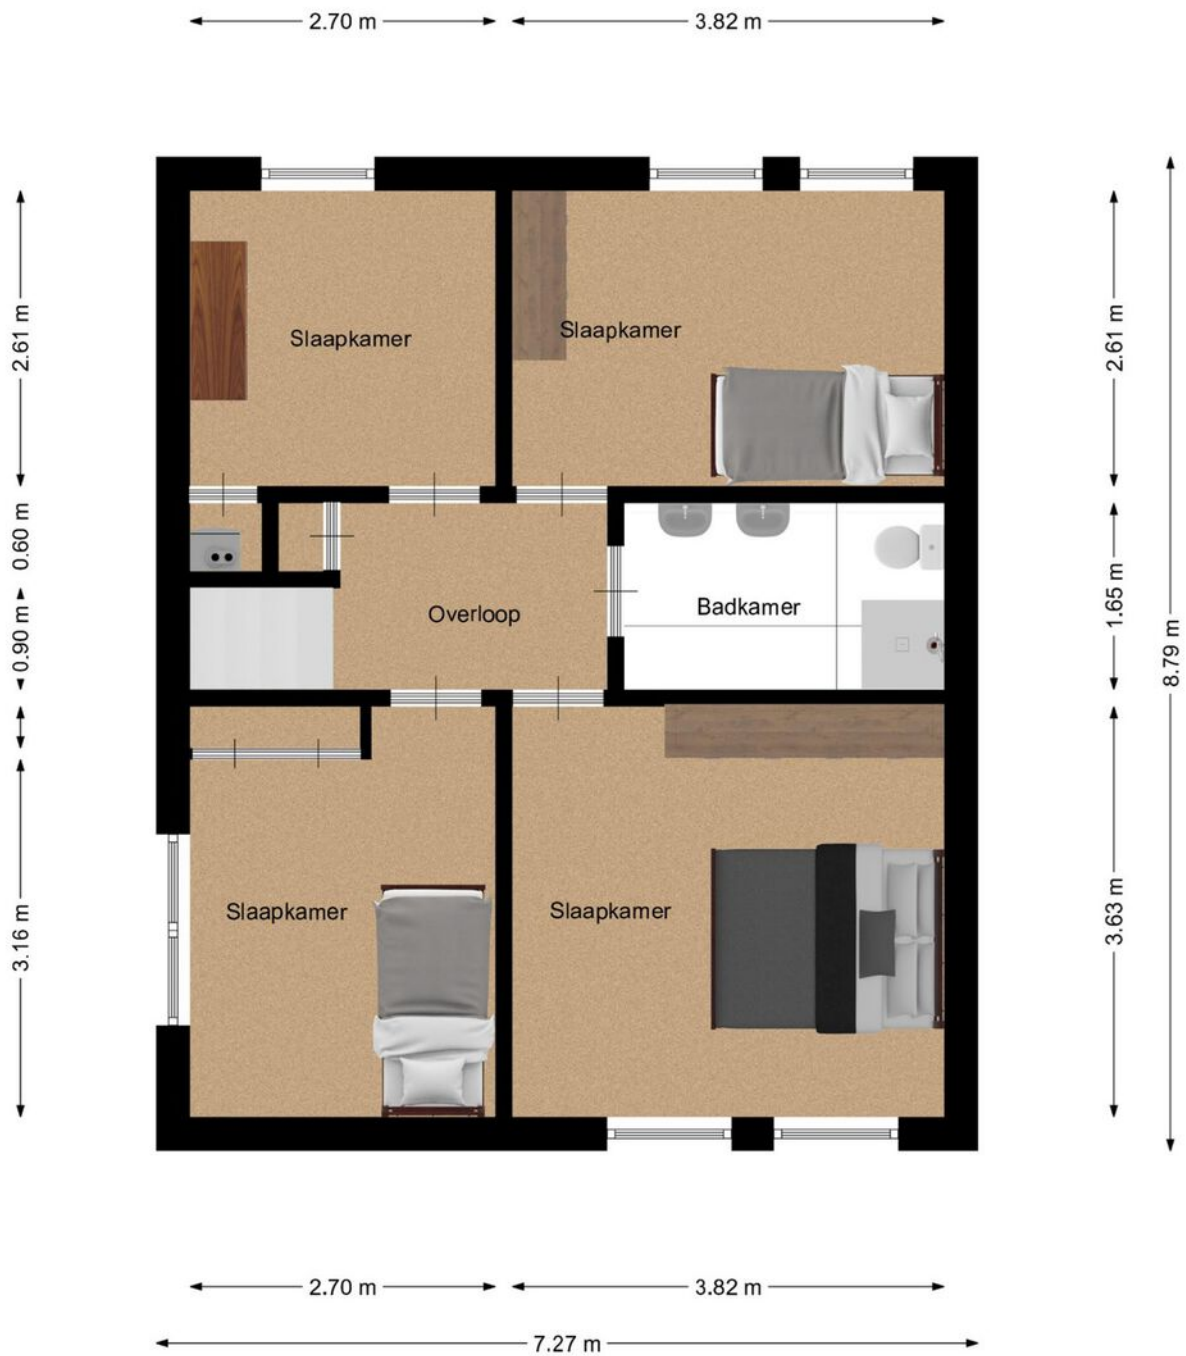 2.70 m
3.82 m
Slaapkamer
Slaapkamer
2.61 m
2.61 m
0.60 m
1.65 m
Badkamer
Overloop
0.90 m
8.79 m
Slaapkamer
Slaapkamer
3.16 m
3.63 m
2.70 m
3.82 m
7.27 m